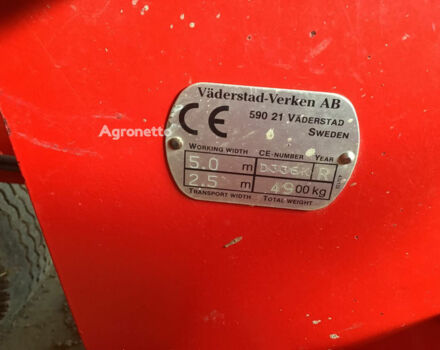 Väderstad-Verken AB
CE
590 21 VÄDERSTAD
SWEDEN
Agronetto
WORKING WIDTH CE-NUMBER YEAR
5.0 m D336K R
2.5 m 4900 kg
TRANSPORT WIDTH TOTAL WEIGHT